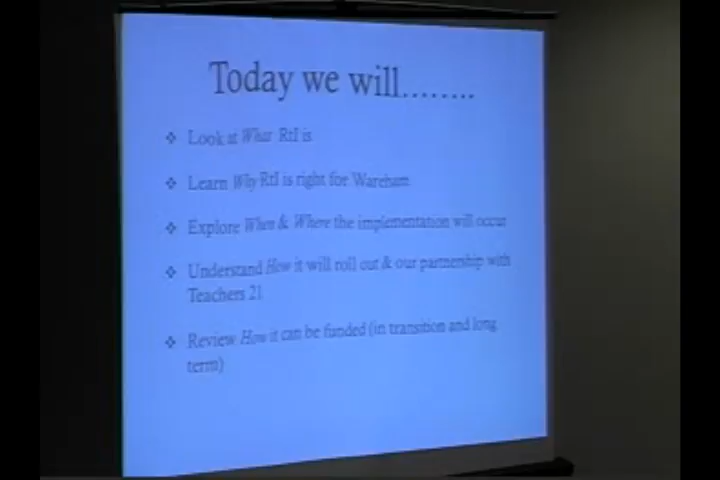 Today we will........
❖ Look at What RtI is
❖ Learn Why RtI is right for Wareham
❖ Explore When & Where the implementation will occur
❖ Understand How it will roll out & our partnership with
Teachers 21
❖ Review How it can be funded (in transition and long
term)